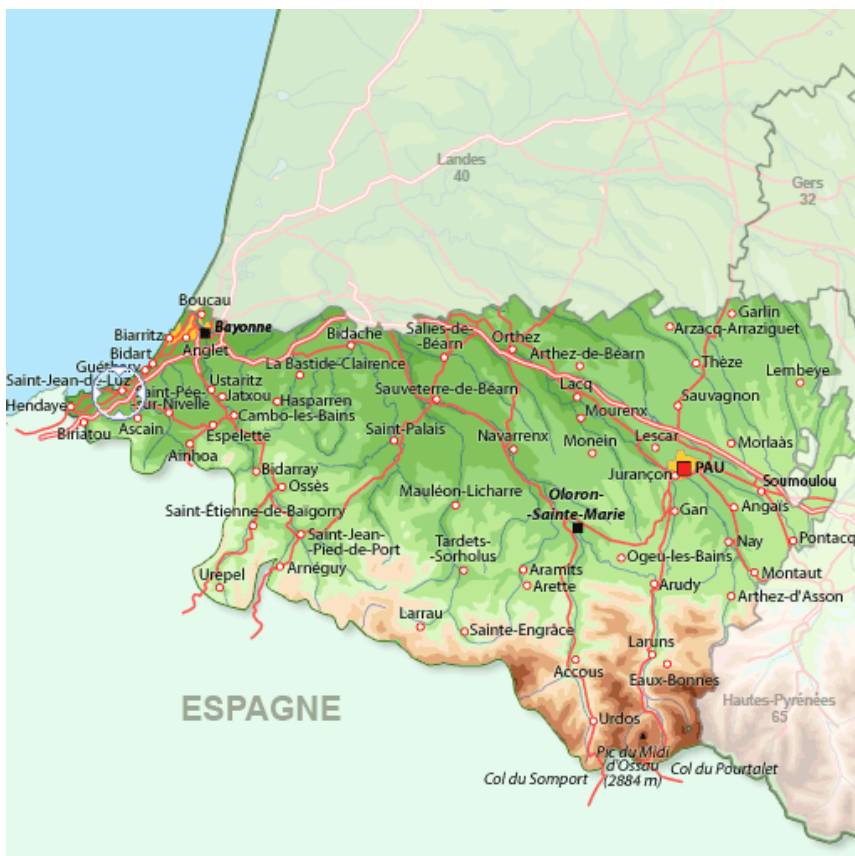 Landes
40
Gers
32
Boucau
Bayonne
Biarritz
Bidart
Anglet
Guéthary
Saint-Jean-de-Luz
Hendaye
Biriatou
Ascain
Saint-Pée-
-sur-Nivelle
Ainhoa
Ustaritz
Jatxou
Cambo-les-Bains
Espelette
La Bastide-Clairence
Hasparren
Bidache
Salies-de-
-Béarn
Orthez
Sauveterre-de-Béarn
Saint-Palais
Arthez-de-Béarn
Lacq
Mourenx
Navarrenx
Monein
Arzacq-Arraziguet
Garlin
Thèze
Lembeye
Sauvagnon
Lescar
Morlaàs
PAU
Jurançon
Soumoulou
Gan
Angaïs
Nay
Pontacq
Montaut
Arthez-d'Asson
Bidarray
Ossès
Saint-Étienne-de-Baïgorry
Saint-Jean-
-Pied-de-Port
Urepel
Arnéguy
Mauléon-Licharre
Oloron-
-Sainte-Marie
Tardets-
-Sorholus
Aramits
Arette
Ogeu-les-Bains
Arudy
Larrau
Sainte-Engrâce
Laruns
Eaux-Bonnes
Accous
Urdos
Pic du Midi
d'Ossau
(2884 m)
Col du Somport
Col du Pourtalet
ESPAGNE
Hautes-Pyrénées
65